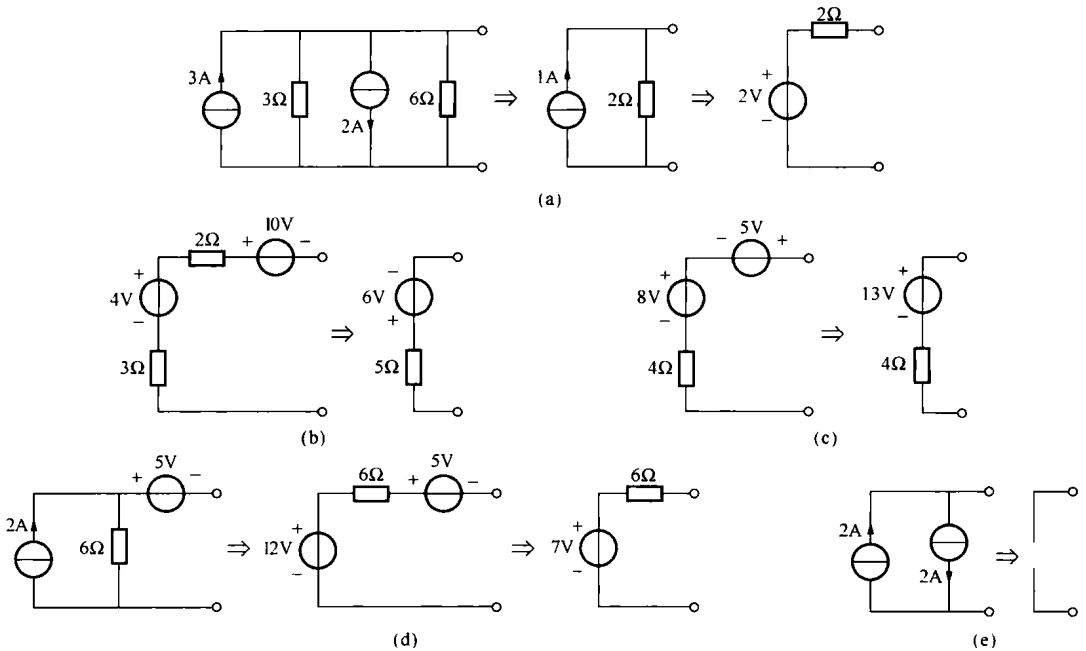 2Ω
3A
3Ω
2A
6Ω
⇒
1A
2Ω
⇒
+
2V
−
(a)
10V
2Ω
+
−
+
4V
−
3Ω
⇒
−
6V
+
5Ω
(b)
5V
−
+
+
8V
−
4Ω
⇒
+
13V
−
4Ω
(c)
5V
+
−
2A
6Ω
⇒
6Ω
5V
+
−
+
12V
−
⇒
6Ω
+
7V
−
(d)
2A
2A
⇒
(e)